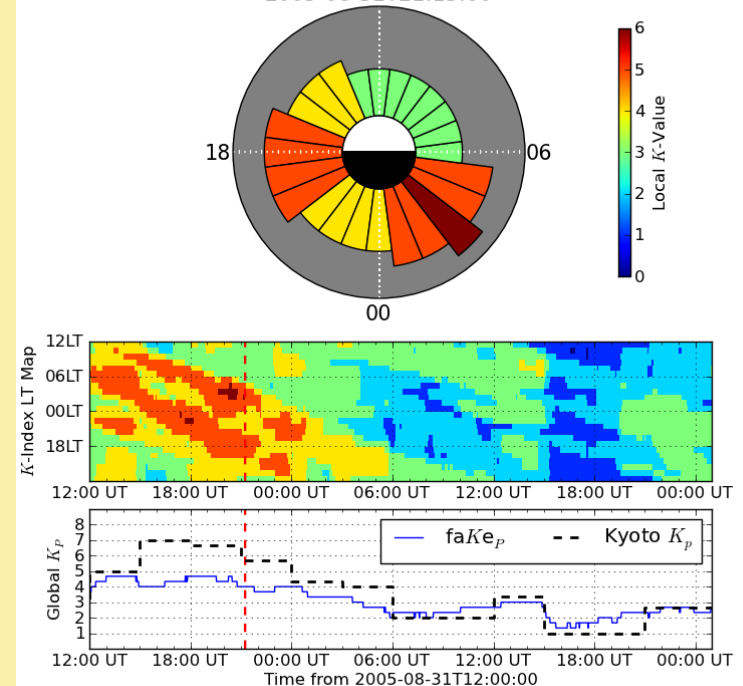 6
5
4
3
2
1
0
Local K-Value
18
06
00
K-Index LT Map
12LT
06LT
00LT
18LT
12:00 UT 18:00 UT 00:00 UT 06:00 UT 12:00 UT 18:00 UT 00:00 UT
Global Kp
8
7
6
5
4
3
2
1
faKeP
Kyoto Kp
12:00 UT 18:00 UT 00:00 UT 06:00 UT 12:00 UT 18:00 UT 00:00 UT
Time from 2005-08-31T12:00:00